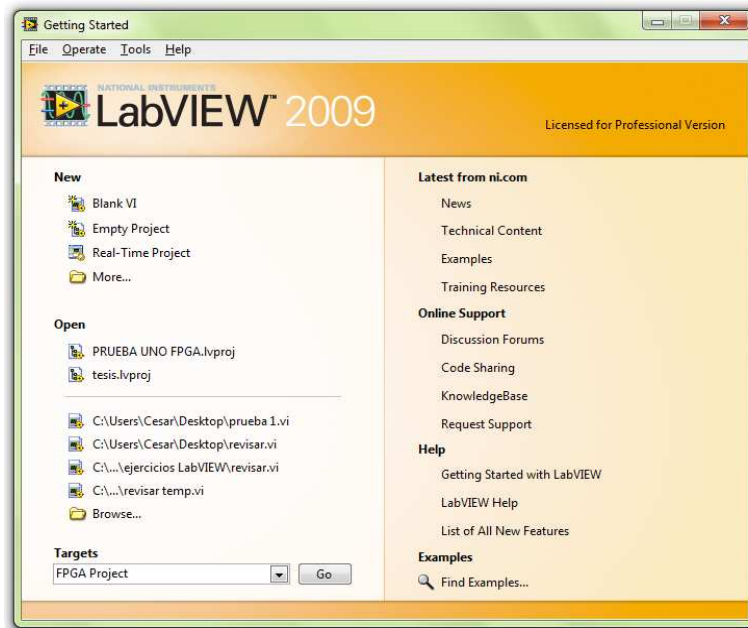 Getting Started
File Operate Tools Help
NATIONAL INSTRUMENTS
LabVIEW™ 2009
Licensed for Professional Version
New
Blank VI
Empty Project
Real-Time Project
More...
Open
PRUEBA UNO FPGA.lvproj
tesis.lvproj
C:\Users\Cesar\Desktop\prueba 1.vi
C:\Users\Cesar\Desktop\revisar.vi
C:\...\ejercicios LabVIEW\revisar.vi
C:\...\revisar temp.vi
Browse...
Targets
FPGA Project
Go
Latest from ni.com
News
Technical Content
Examples
Training Resources
Online Support
Discussion Forums
Code Sharing
KnowledgeBase
Request Support
Help
Getting Started with LabVIEW
LabVIEW Help
List of All New Features
Examples
Find Examples...